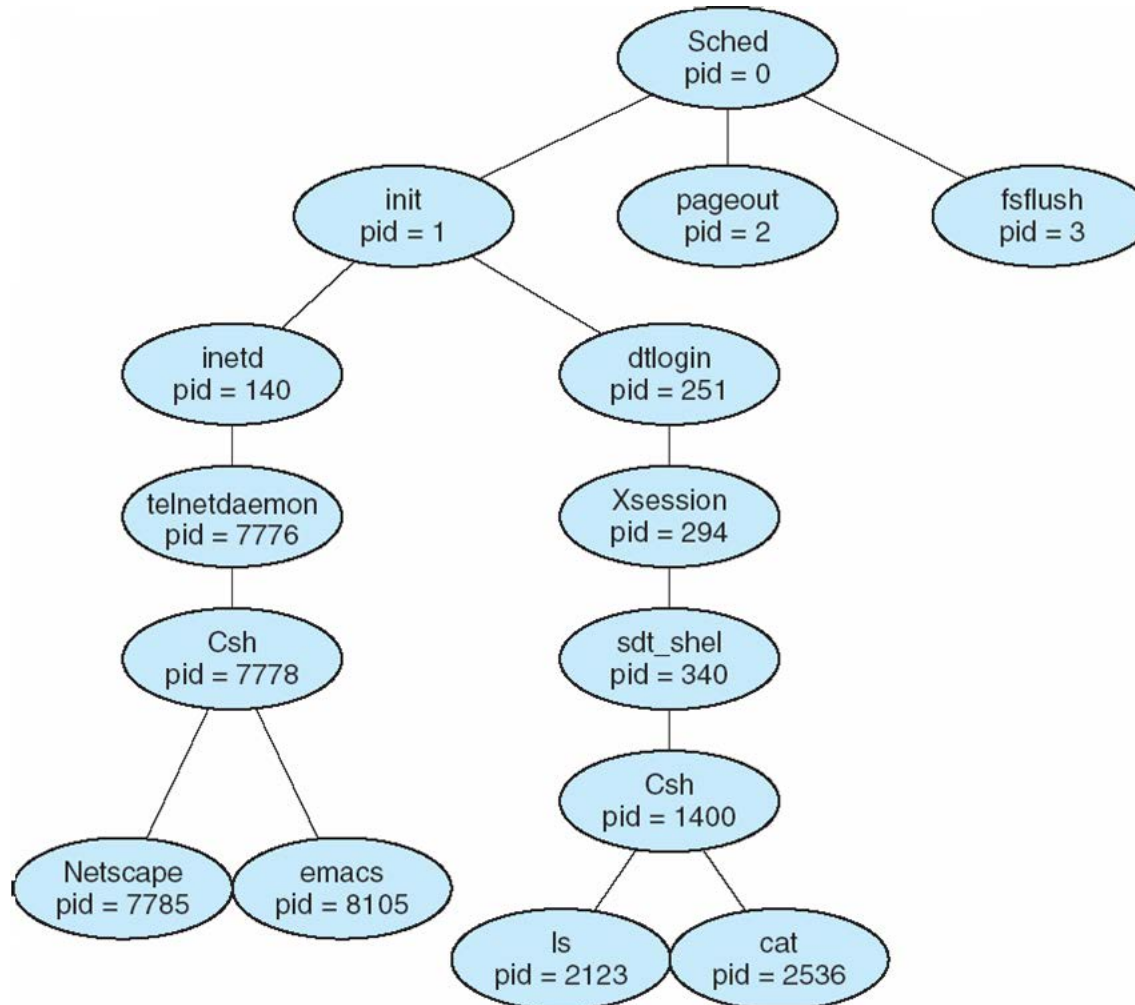 Sched
pid = 0
init
pid = 1
pageout
pid = 2
fsflush
pid = 3
inetd
pid = 140
dtlogin
pid = 251
telnetdaemon
pid = 7776
Xsession
pid = 294
Csh
pid = 7778
sdt_shel
pid = 340
Csh
pid = 1400
Netscape
pid = 7785
emacs
pid = 8105
ls
pid = 2123
cat
pid = 2536